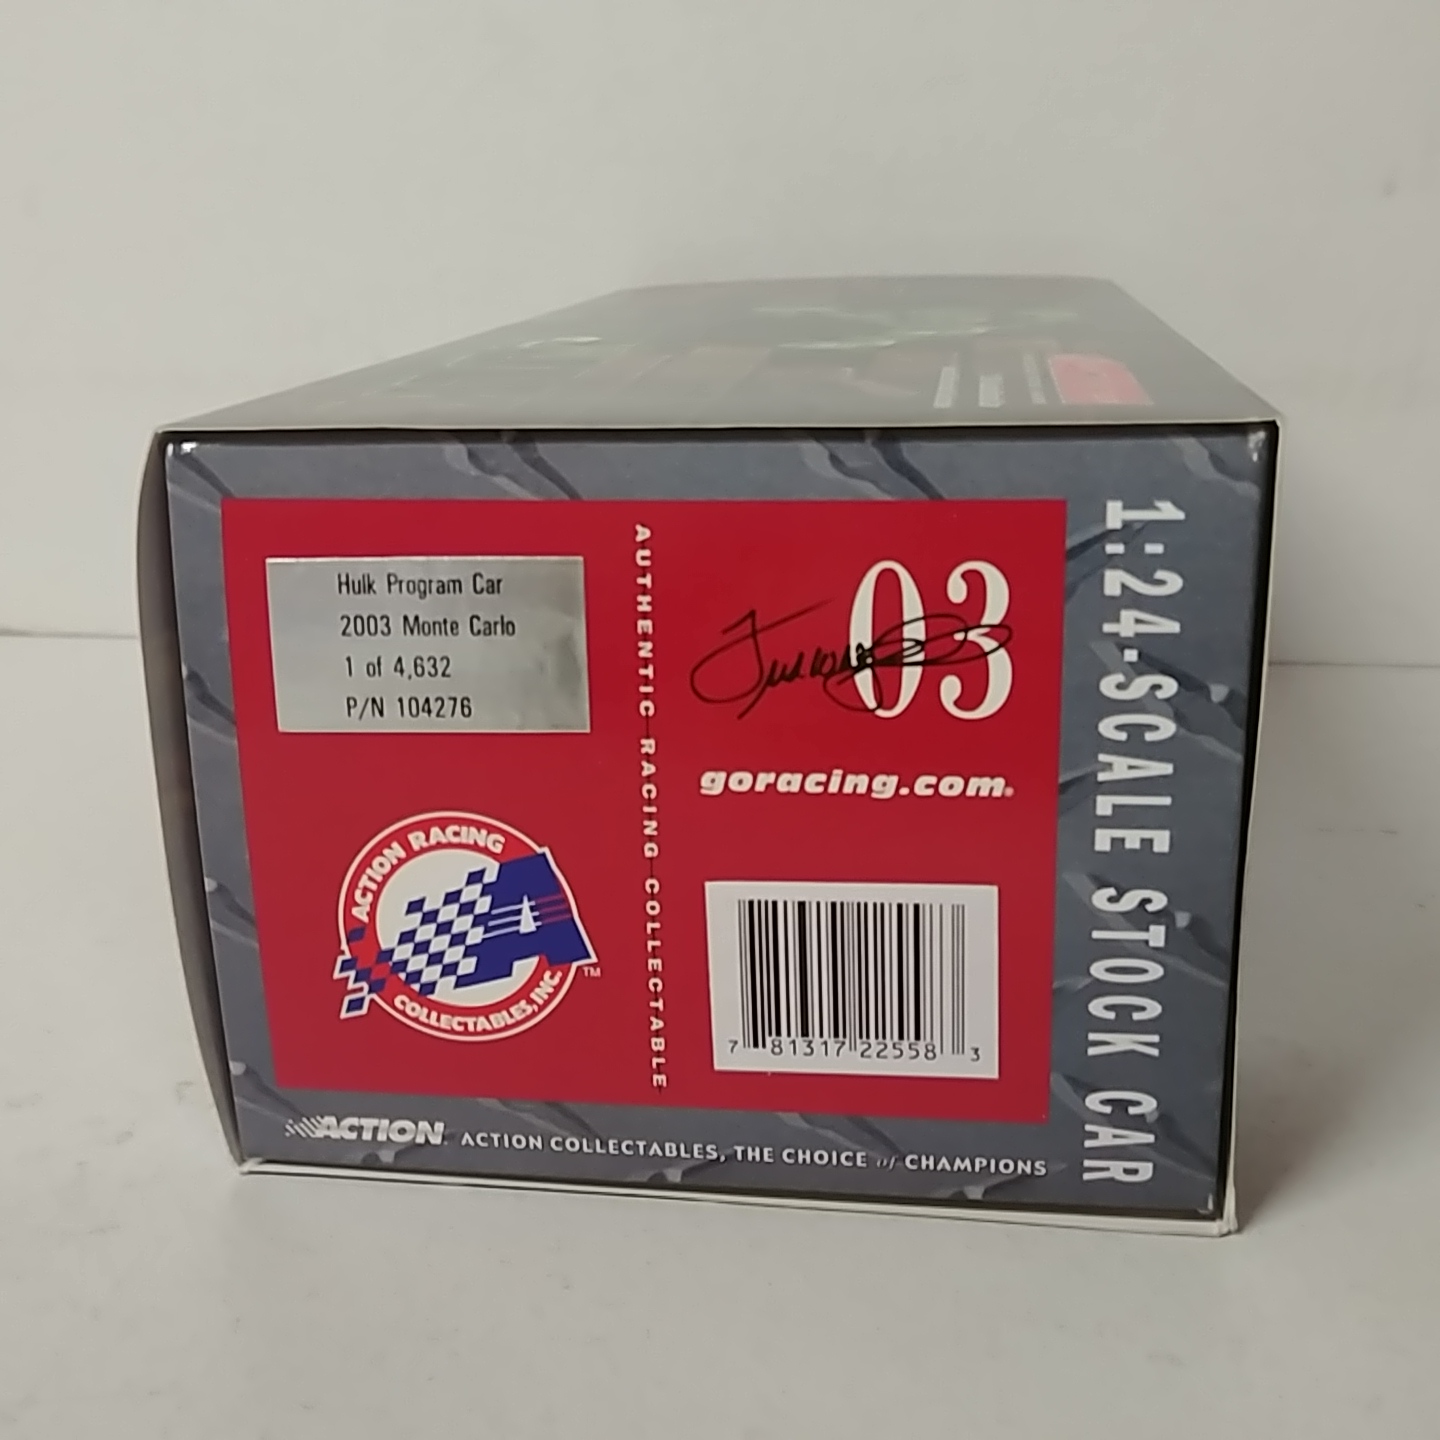 Hulk Program Car
2003 Monte Carlo
1 of 4,632
P/N 104276
ACTION RACING
COLLECTABLES, INC.
TM
AUTHENTIC RACING COLLECTABLE
03
goracing.com.
7 81317 22558 3
1:24-SCALE STOCK CAR
ACTION
ACTION COLLECTABLES, THE CHOICE of CHAMPIONS